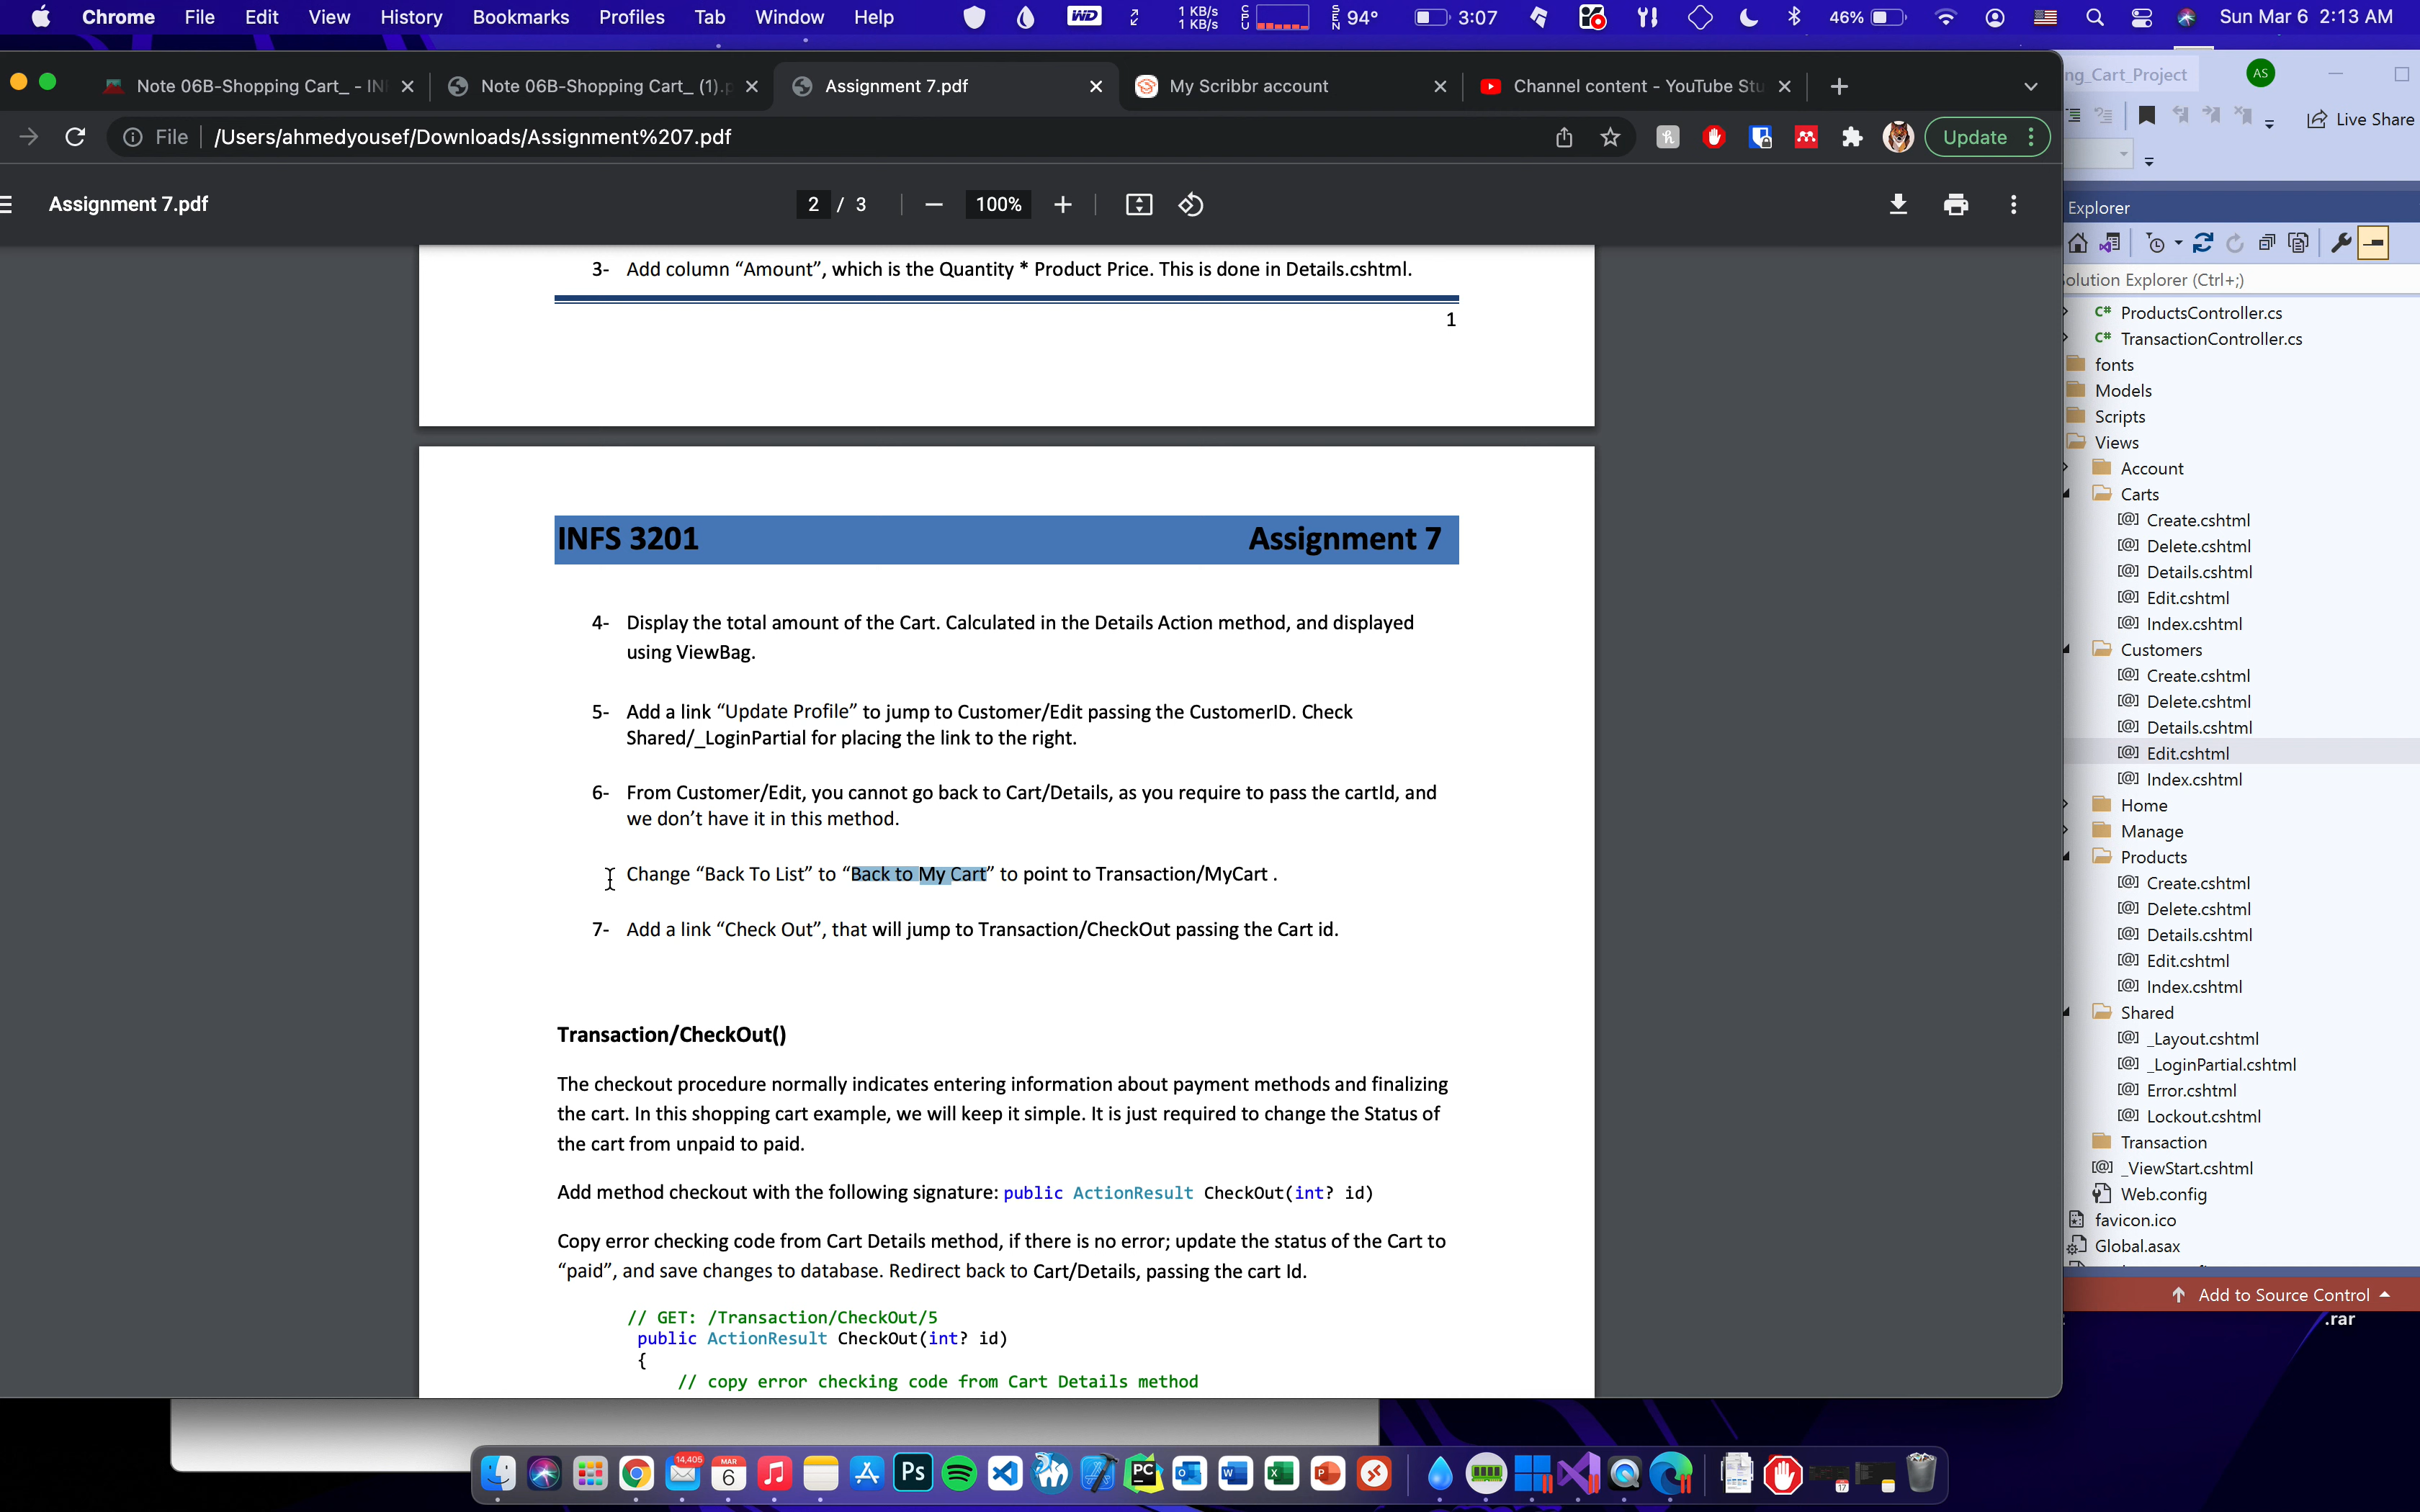 Chrome File Edit View History Bookmarks Profiles Tab Window Help
WD 1 KB/s 1 KB/s CPU SEN 94° 3:07 46% Sun Mar 6 2:13 AM
Note 06B-Shopping Cart_ - IN
Note 06B-Shopping Cart_ (1).p
Assignment 7.pdf
My Scribbr account
Channel content - YouTube Stu
ng_Cart_Project
AS
File /Users/ahmedyousef/Downloads/Assignment%207.pdf
Update
Live Share
Assignment 7.pdf
2 / 3
100%
3- Add column “Amount”, which is the Quantity * Product Price. This is done in Details.cshtml.
1
INFS 3201 Assignment 7
4- Display the total amount of the Cart. Calculated in the Details Action method, and displayed
using ViewBag.
5- Add a link “Update Profile” to jump to Customer/Edit passing the CustomerID. Check
Shared/_LoginPartial for placing the link to the right.
6- From Customer/Edit, you cannot go back to Cart/Details, as you require to pass the cartId, and
we don’t have it in this method.
Change “Back To List” to “Back to My Cart” to point to Transaction/MyCart .
7- Add a link “Check Out”, that will jump to Transaction/CheckOut passing the Cart id.
Transaction/CheckOut()
The checkout procedure normally indicates entering information about payment methods and finalizing
the cart. In this shopping cart example, we will keep it simple. It is just required to change the Status of
the cart from unpaid to paid.
Add method checkout with the following signature: public ActionResult CheckOut(int? id)
Copy error checking code from Cart Details method, if there is no error; update the status of the Cart to
“paid”, and save changes to database. Redirect back to Cart/Details, passing the cart Id.
// GET: /Transaction/CheckOut/5
public ActionResult CheckOut(int? id)
{
// copy error checking code from Cart Details method
Explorer
olution Explorer (Ctrl+;)
C# ProductsController.cs
C# TransactionController.cs
fonts
Models
Scripts
Views
Account
Carts
[@] Create.cshtml
[@] Delete.cshtml
[@] Details.cshtml
[@] Edit.cshtml
[@] Index.cshtml
Customers
[@] Create.cshtml
[@] Delete.cshtml
[@] Details.cshtml
[@] Edit.cshtml
[@] Index.cshtml
Home
Manage
Products
[@] Create.cshtml
[@] Delete.cshtml
[@] Details.cshtml
[@] Edit.cshtml
[@] Index.cshtml
Shared
[@] _Layout.cshtml
[@] _LoginPartial.cshtml
[@] Error.cshtml
[@] Lockout.cshtml
Transaction
[@] _ViewStart.cshtml
Web.config
favicon.ico
Global.asax
Add to Source Control
.rar
14,405
MAR
6
Ps
PC
17